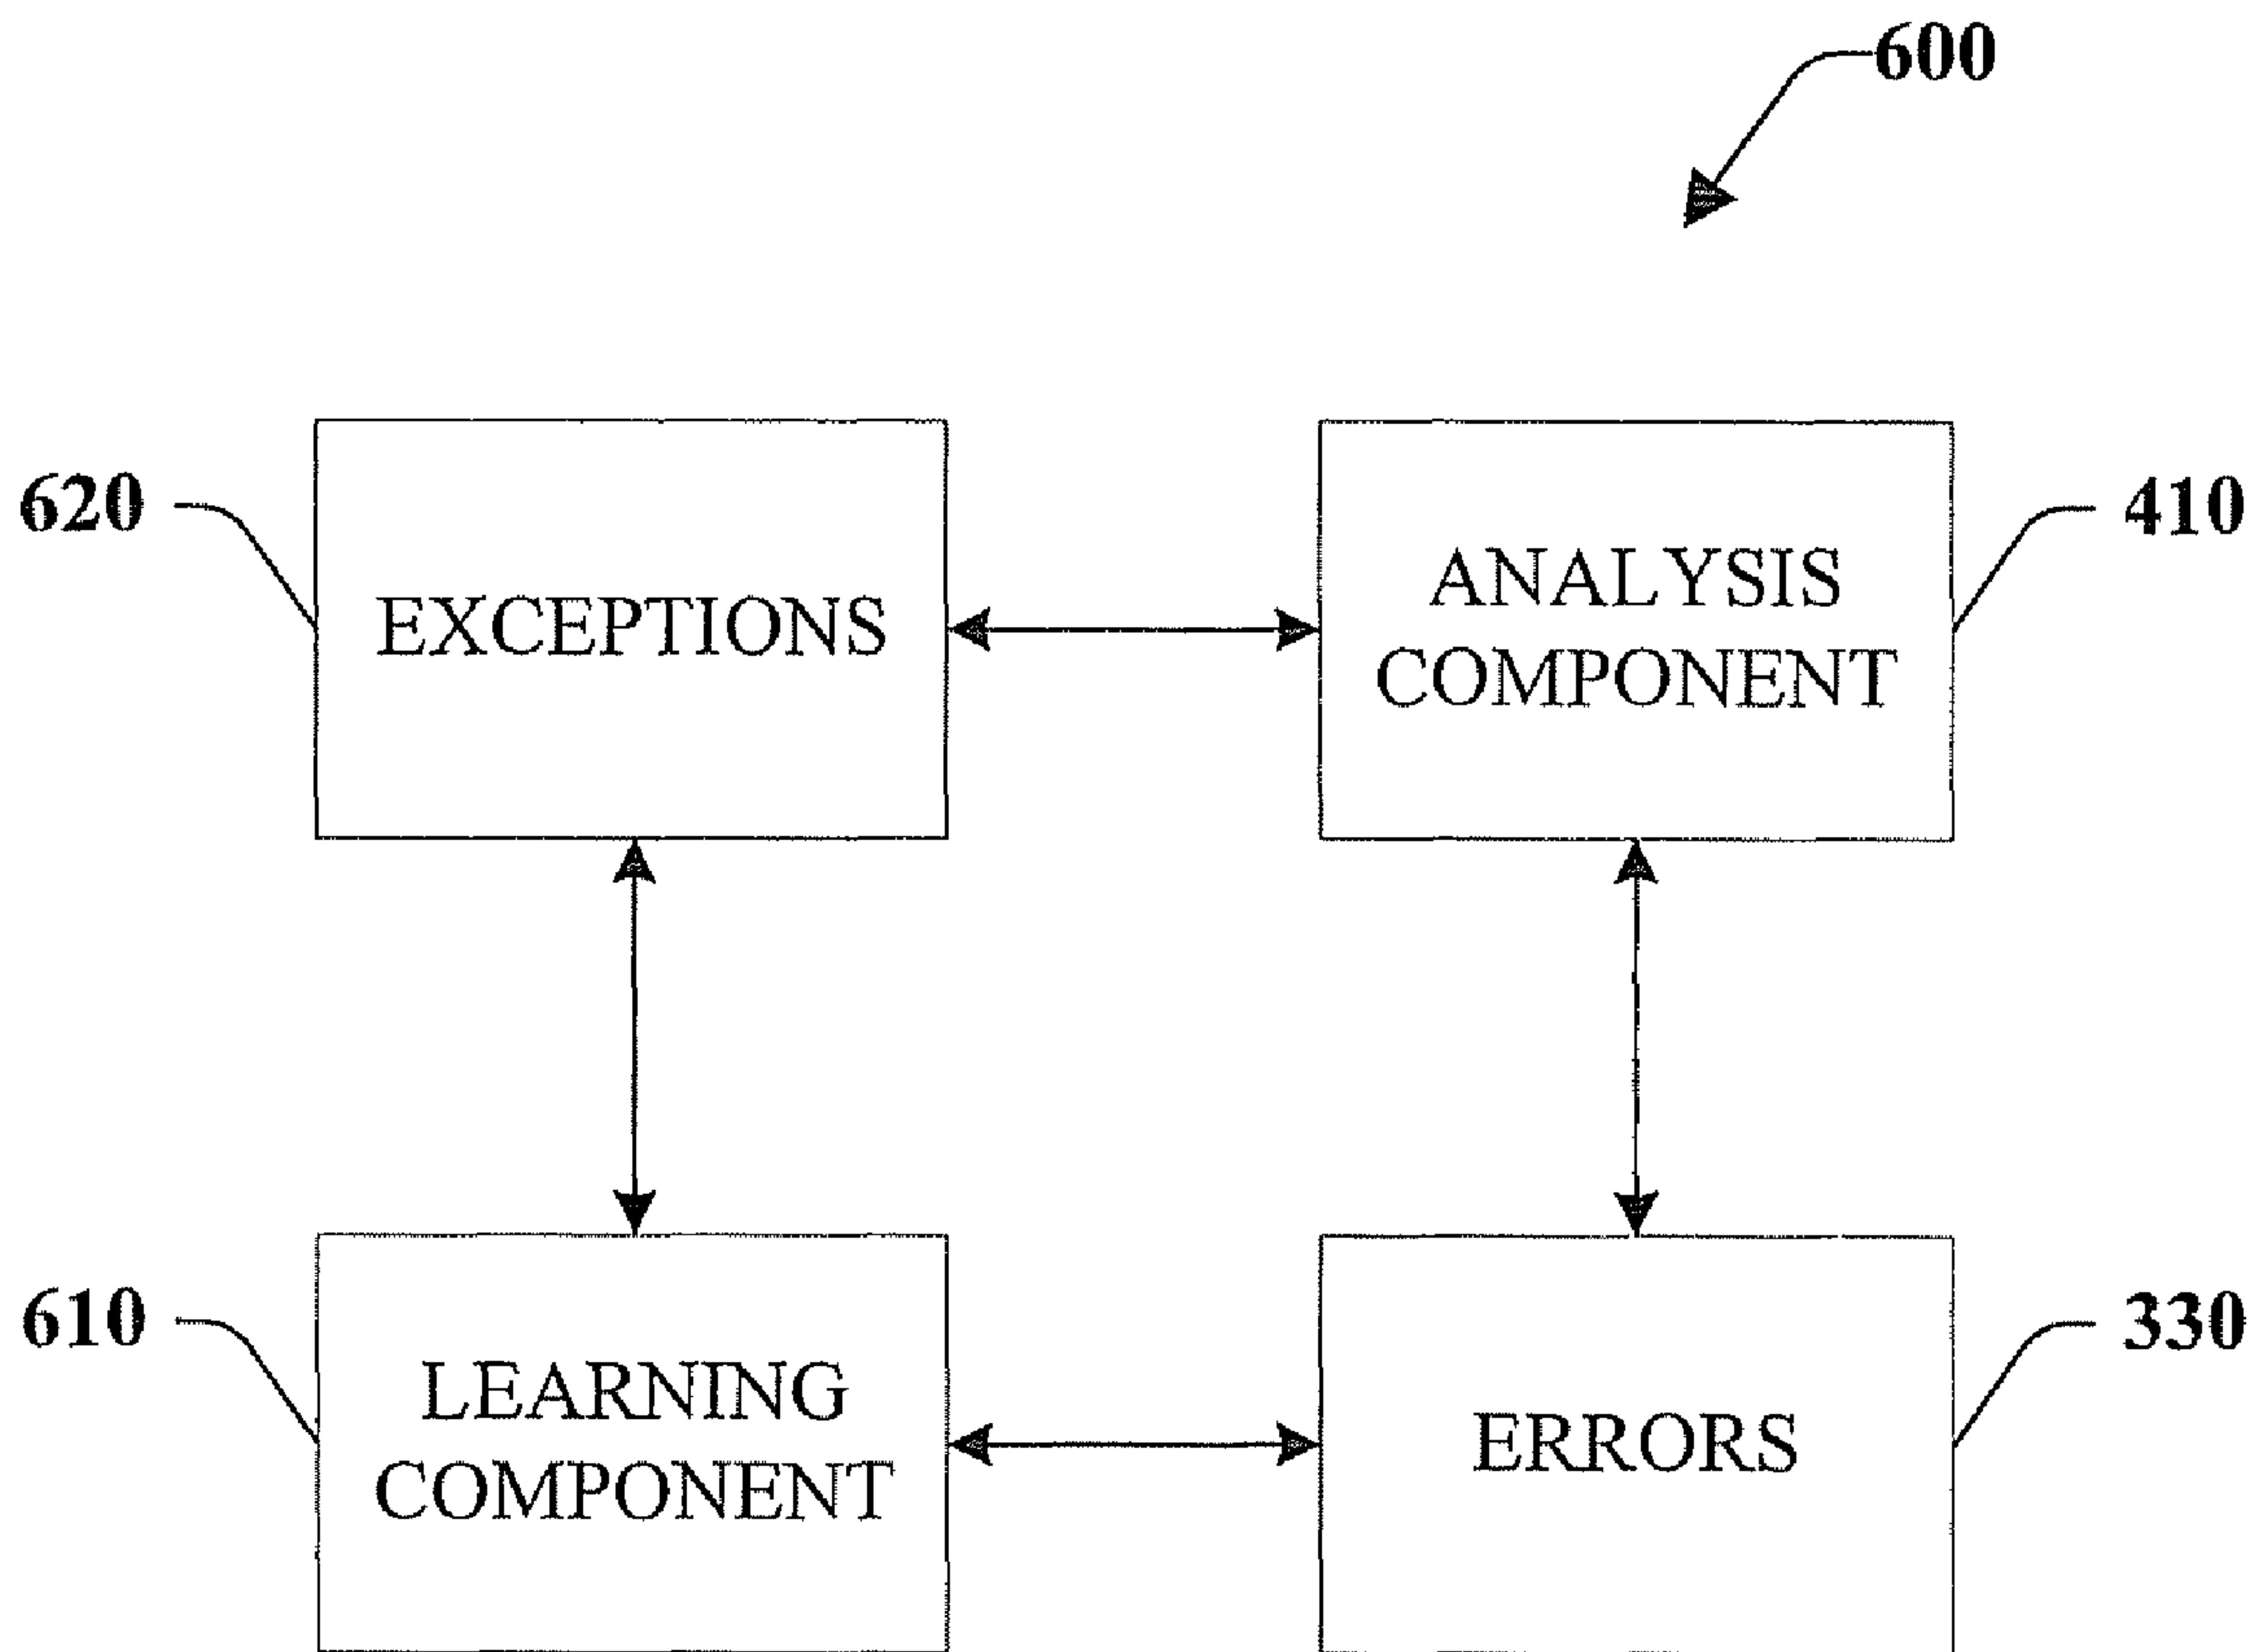 600
620
EXCEPTIONS
ANALYSIS
COMPONENT
410
610
LEARNING
COMPONENT
ERRORS
330